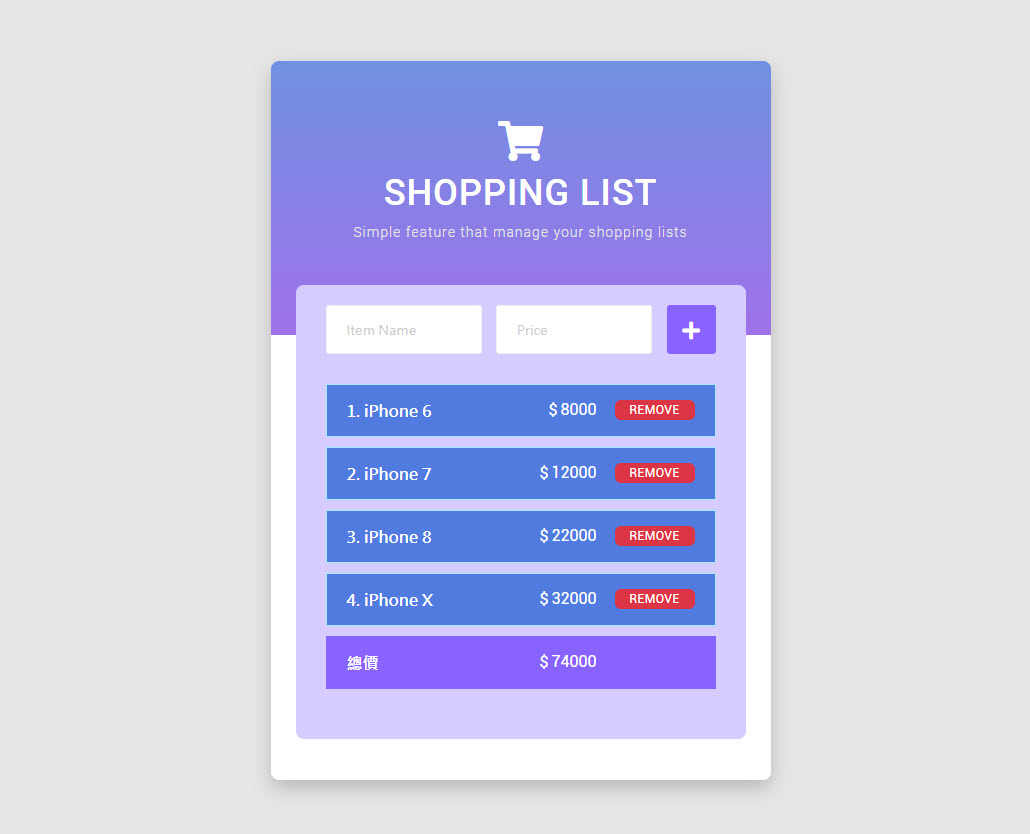 SHOPPING LIST
Simple feature that manage your shopping lists
Item Name Price
1. iPhone 6 $ 8000 REMOVE
2. iPhone 7 $ 12000 REMOVE
3. iPhone 8 $ 22000 REMOVE
4. iPhone X $ 32000 REMOVE
總價 $ 74000